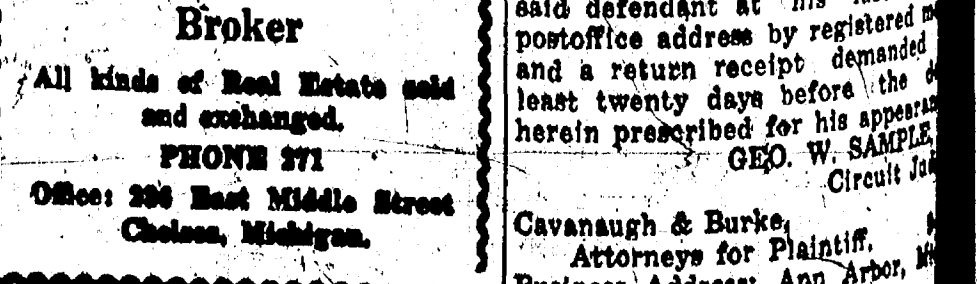 Broker
All kinds of Real Estate sold
and exchanged.
PHONE 271
Office: 236 East Middle Street
Chelsea, Michigan.
said defendant at his
postoffice address by registered
and a return receipt demanded
least twenty days before the
herein prescribed for his
GEO. W. SAMPLE,
Circuit
Cavanaugh & Burke,
Attorneys for Plaintiff.
Business Address: Ann Arbor,